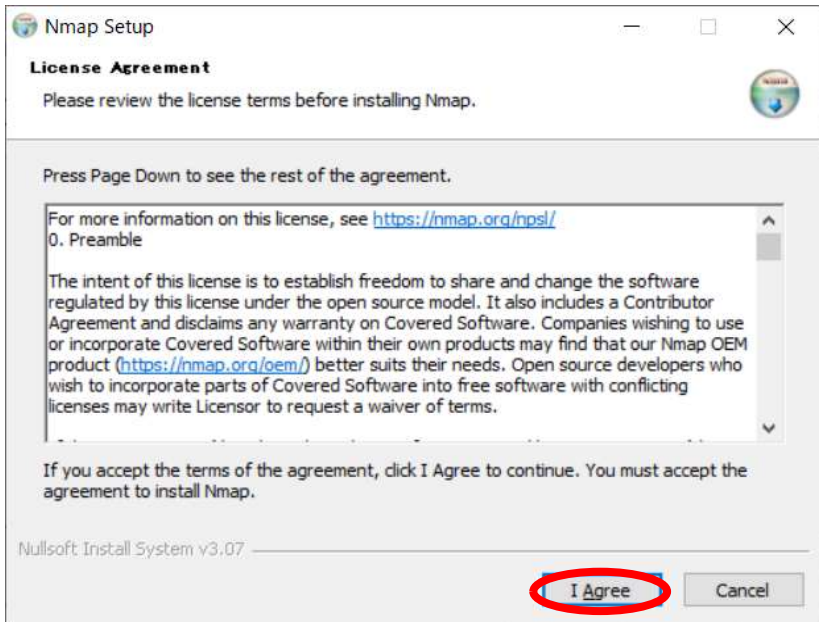 Nmap Setup
License Agreement
Please review the license terms before installing Nmap.
Press Page Down to see the rest of the agreement.
For more information on this license, see https://nmap.org/npsl/
0. Preamble
The intent of this license is to establish freedom to share and change the software
regulated by this license under the open source model. It also includes a Contributor
Agreement and disclaims any warranty on Covered Software. Companies wishing to use
or incorporate Covered Software within their own products may find that our Nmap OEM
product (https://nmap.org/oem/) better suits their needs. Open source developers who
wish to incorporate parts of Covered Software into free software with conflicting
licenses may write Licensor to request a waiver of terms.
If you accept the terms of the agreement, click I Agree to continue. You must accept the
agreement to install Nmap.
Nullsoft Install System v3.07
I Agree
Cancel